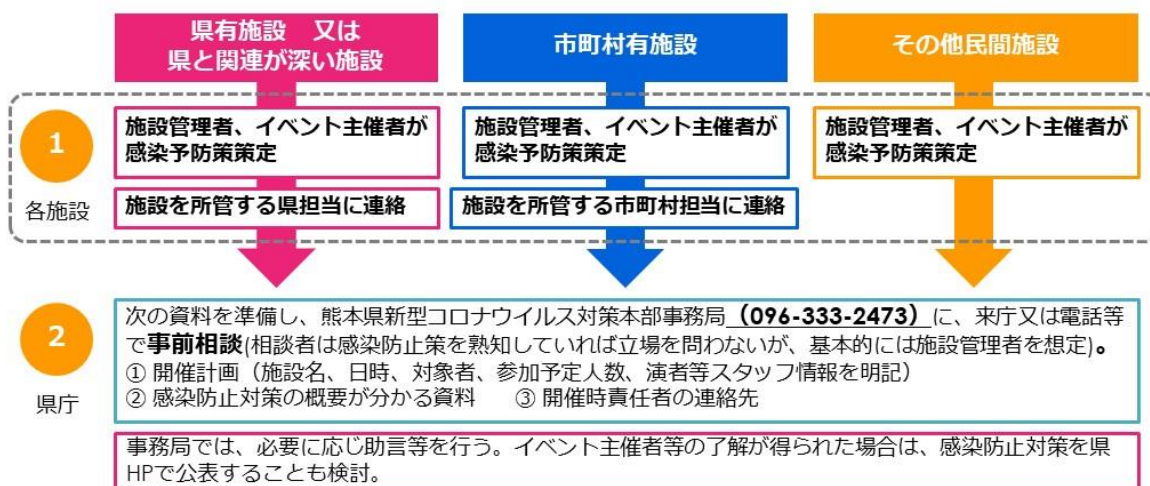 県有施設　又は
県と関連が深い施設
市町村有施設
その他民間施設
1
各施設
施設管理者、イベント主催者が
感染予防策策定
施設管理者、イベント主催者が
感染予防策策定
施設管理者、イベント主催者が
感染予防策策定
施設を所管する県担当に連絡
施設を所管する市町村担当に連絡
2
県庁
次の資料を準備し、熊本県新型コロナウイルス対策本部事務局（096-333-2473）に、来庁又は電話等
で事前相談(相談者は感染防止策を熟知していれば立場を問わないが、基本的には施設管理者を想定)。
① 開催計画（施設名、日時、対象者、参加予定人数、演者等スタッフ情報を明記）
② 感染防止対策の概要が分かる資料　　③ 開催時責任者の連絡先
事務局では、必要に応じ助言等を行う。イベント主催者等の了解が得られた場合は、感染防止対策を県
HPで公表することも検討。